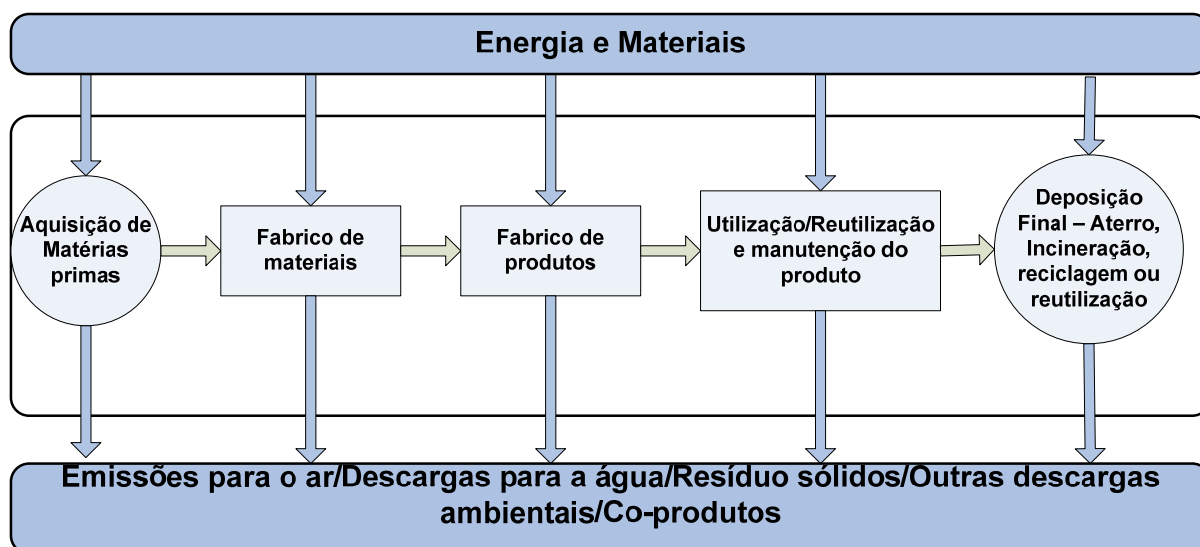 Energia e Materiais
Aquisição de
Matérias
primas
Fabrico de
materiais
Fabrico de
produtos
Utilização/Reutilização
e manutenção do
produto
Deposição
Final – Aterro,
Incineração,
reciclagem ou
reutilização
Emissões para o ar/Descargas para a água/Resíduo sólidos/Outras descargas
ambientais/Co-produtos